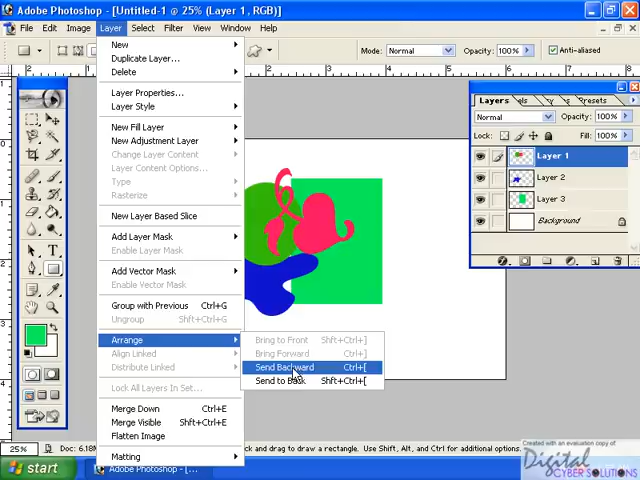 Adobe Photoshop - [Untitled-1 @ 25% (Layer 1, RGB)]
File Edit Image Layer Select Filter View Window Help
Mode: Normal Opacity: 100% Anti-aliased
New
Duplicate Layer...
Delete
Layer Properties...
Layer Style
New Fill Layer
New Adjustment Layer
Change Layer Content
Layer Content Options...
Type
Rasterize
New Layer Based Slice
Add Layer Mask
Enable Layer Mask
Add Vector Mask
Enable Vector Mask
Group with Previous Ctrl+G
Ungroup Shft+Ctrl+G
Arrange
Align Linked
Distribute Linked
Lock All Layers In Set...
Merge Down Ctrl+E
Merge Visible Shft+Ctrl+E
Flatten Image
Matting
Bring to Front Shft+Ctrl+]
Bring Forward Ctrl+]
Send Backward Ctrl+[
Send to Back Shft+Ctrl+[
Layers Presets
Normal Opacity: 100%
Lock: Fill: 100%
Layer 1
Layer 2
Layer 3
Background
25% Doc: 6.18M
ck and drag to draw a rectangle. Use Shift, Alt, and Ctrl for additional options.
start
Adobe Photoshop - [...
Created with an evaluation copy of
Digital
CYBER SOLUTIONS